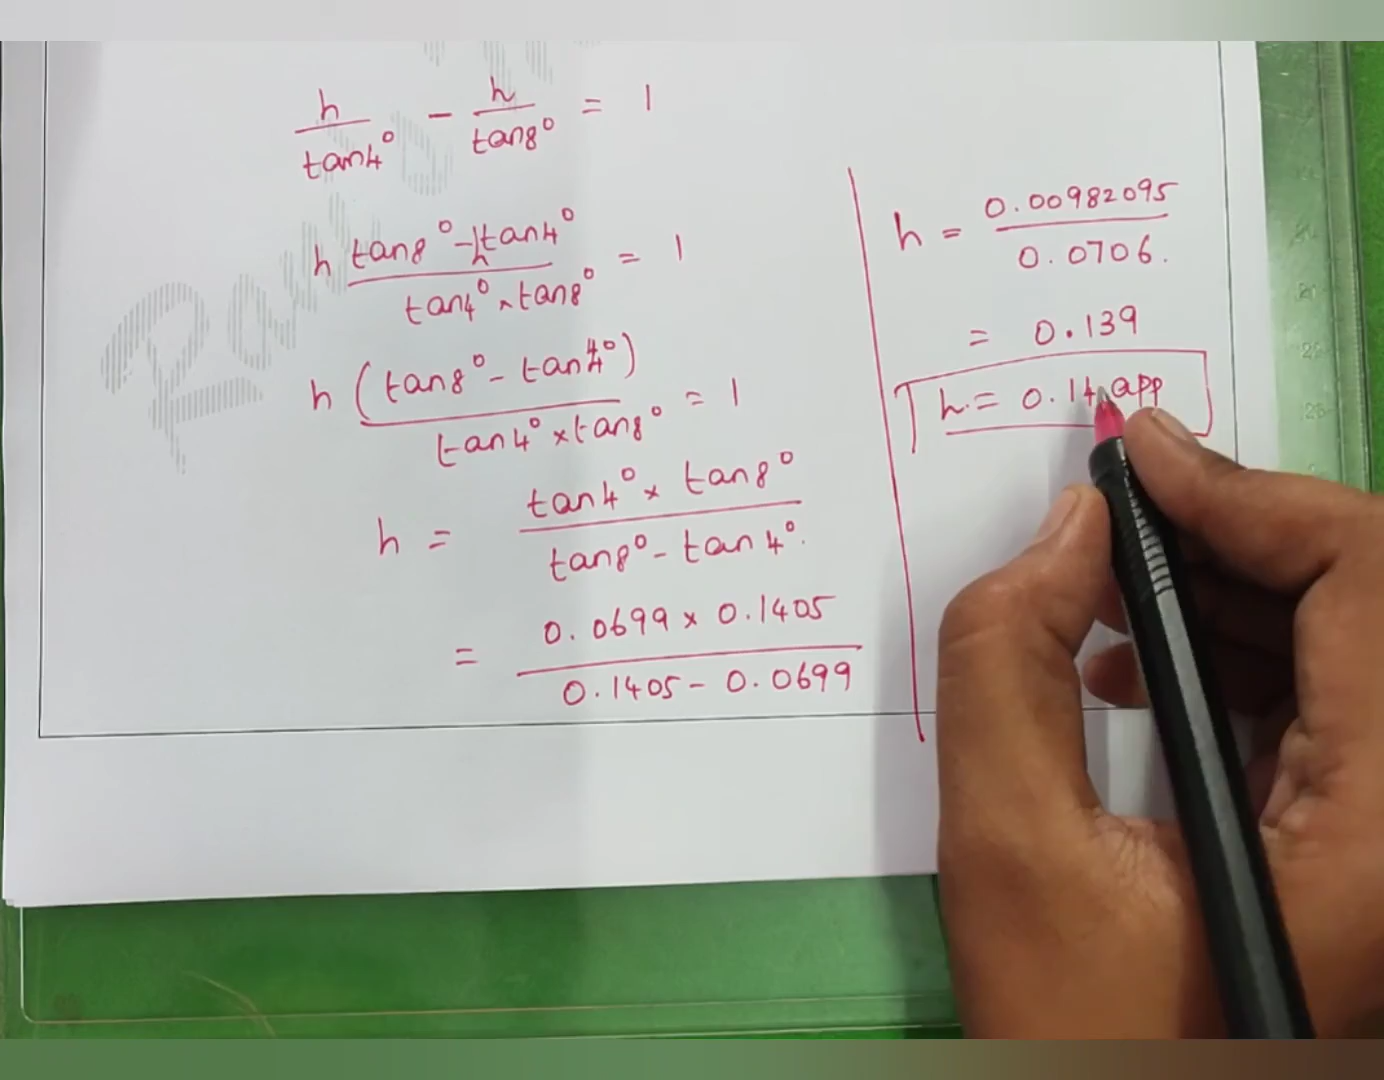 h/tan4° - h/tan8° = 1
h tan8° - h tan4° / tan4° × tan8° = 1
h (tan8° - tan4°) / tan4° × tan8° = 1
h = tan4° × tan8° / tan8° - tan4°.
= 0.0699 × 0.1405 / 0.1405 - 0.0699
h = 0.00982095 / 0.0706.
= 0.139
h = 0.14 app